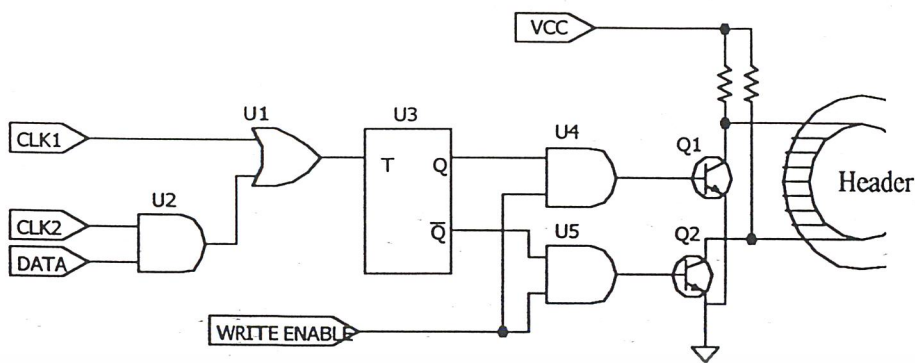 VCC
U1
U3
CLK1
U4
T
Q
Q1
Header
U2
CLK2
Q̅
U5
Q2
DATA
WRITE ENABLE